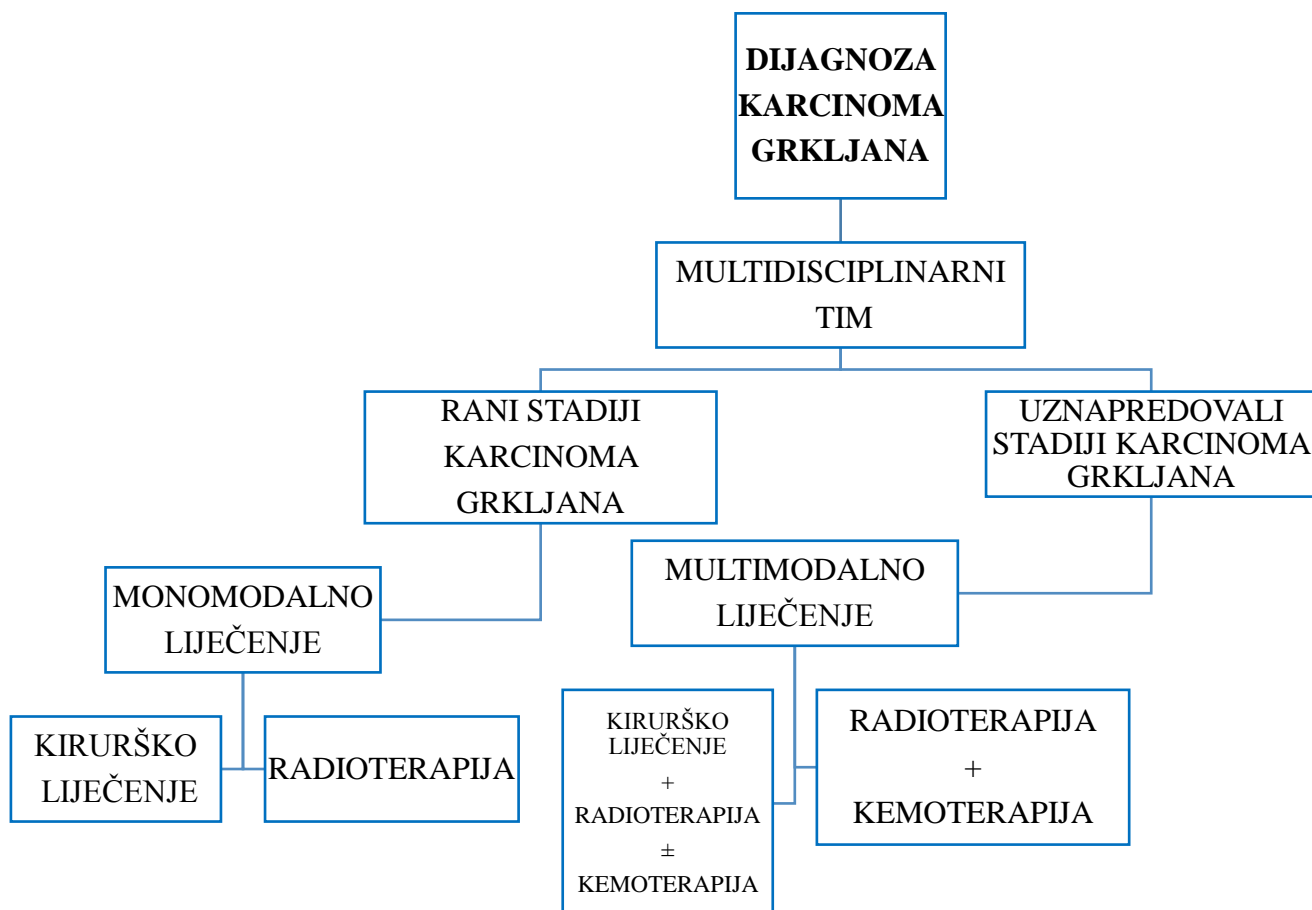 DIJAGNOZA
KARCINOMA
GRKLJANA
MULTIDISCIPLINARNI
TIM
RANI STADIJI
KARCINOMA
GRKLJANA
UZNAPREDOVALI
STADIJI KARCINOMA
GRKLJANA
MONOMODALNO
LIJEČENJE
MULTIMODALNO
LIJEČENJE
KIRURŠKO
LIJEČENJE
RADIOTERAPIJA
KIRURŠKO
LIJEČENJE
+
RADIOTERAPIJA
±
KEMOTERAPIJA
RADIOTERAPIJA
+
KEMOTERAPIJA